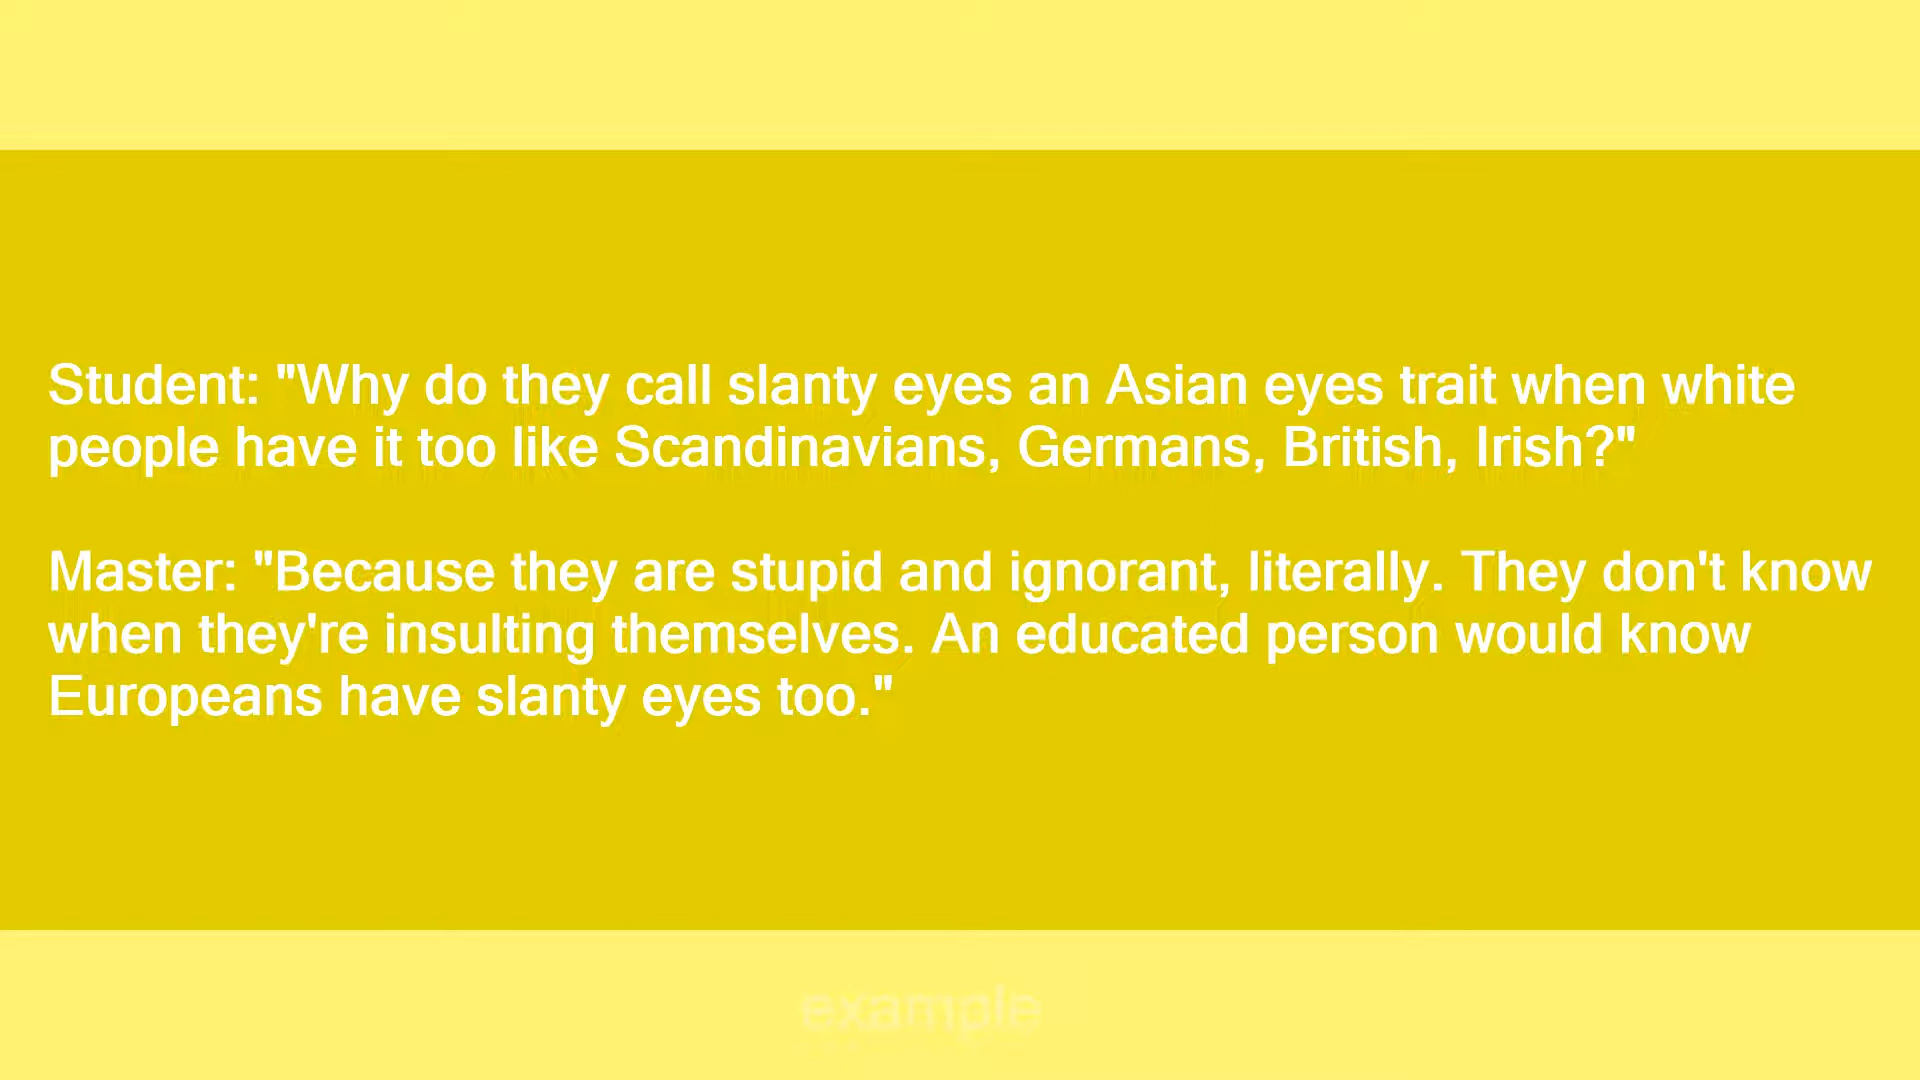 Student: "Why do they call slanty eyes an Asian eyes trait when white
people have it too like Scandinavians, Germans, British, Irish?"
Master: "Because they are stupid and ignorant, literally. They don't know
when they're insulting themselves. An educated person would know
Europeans have slanty eyes too."
example